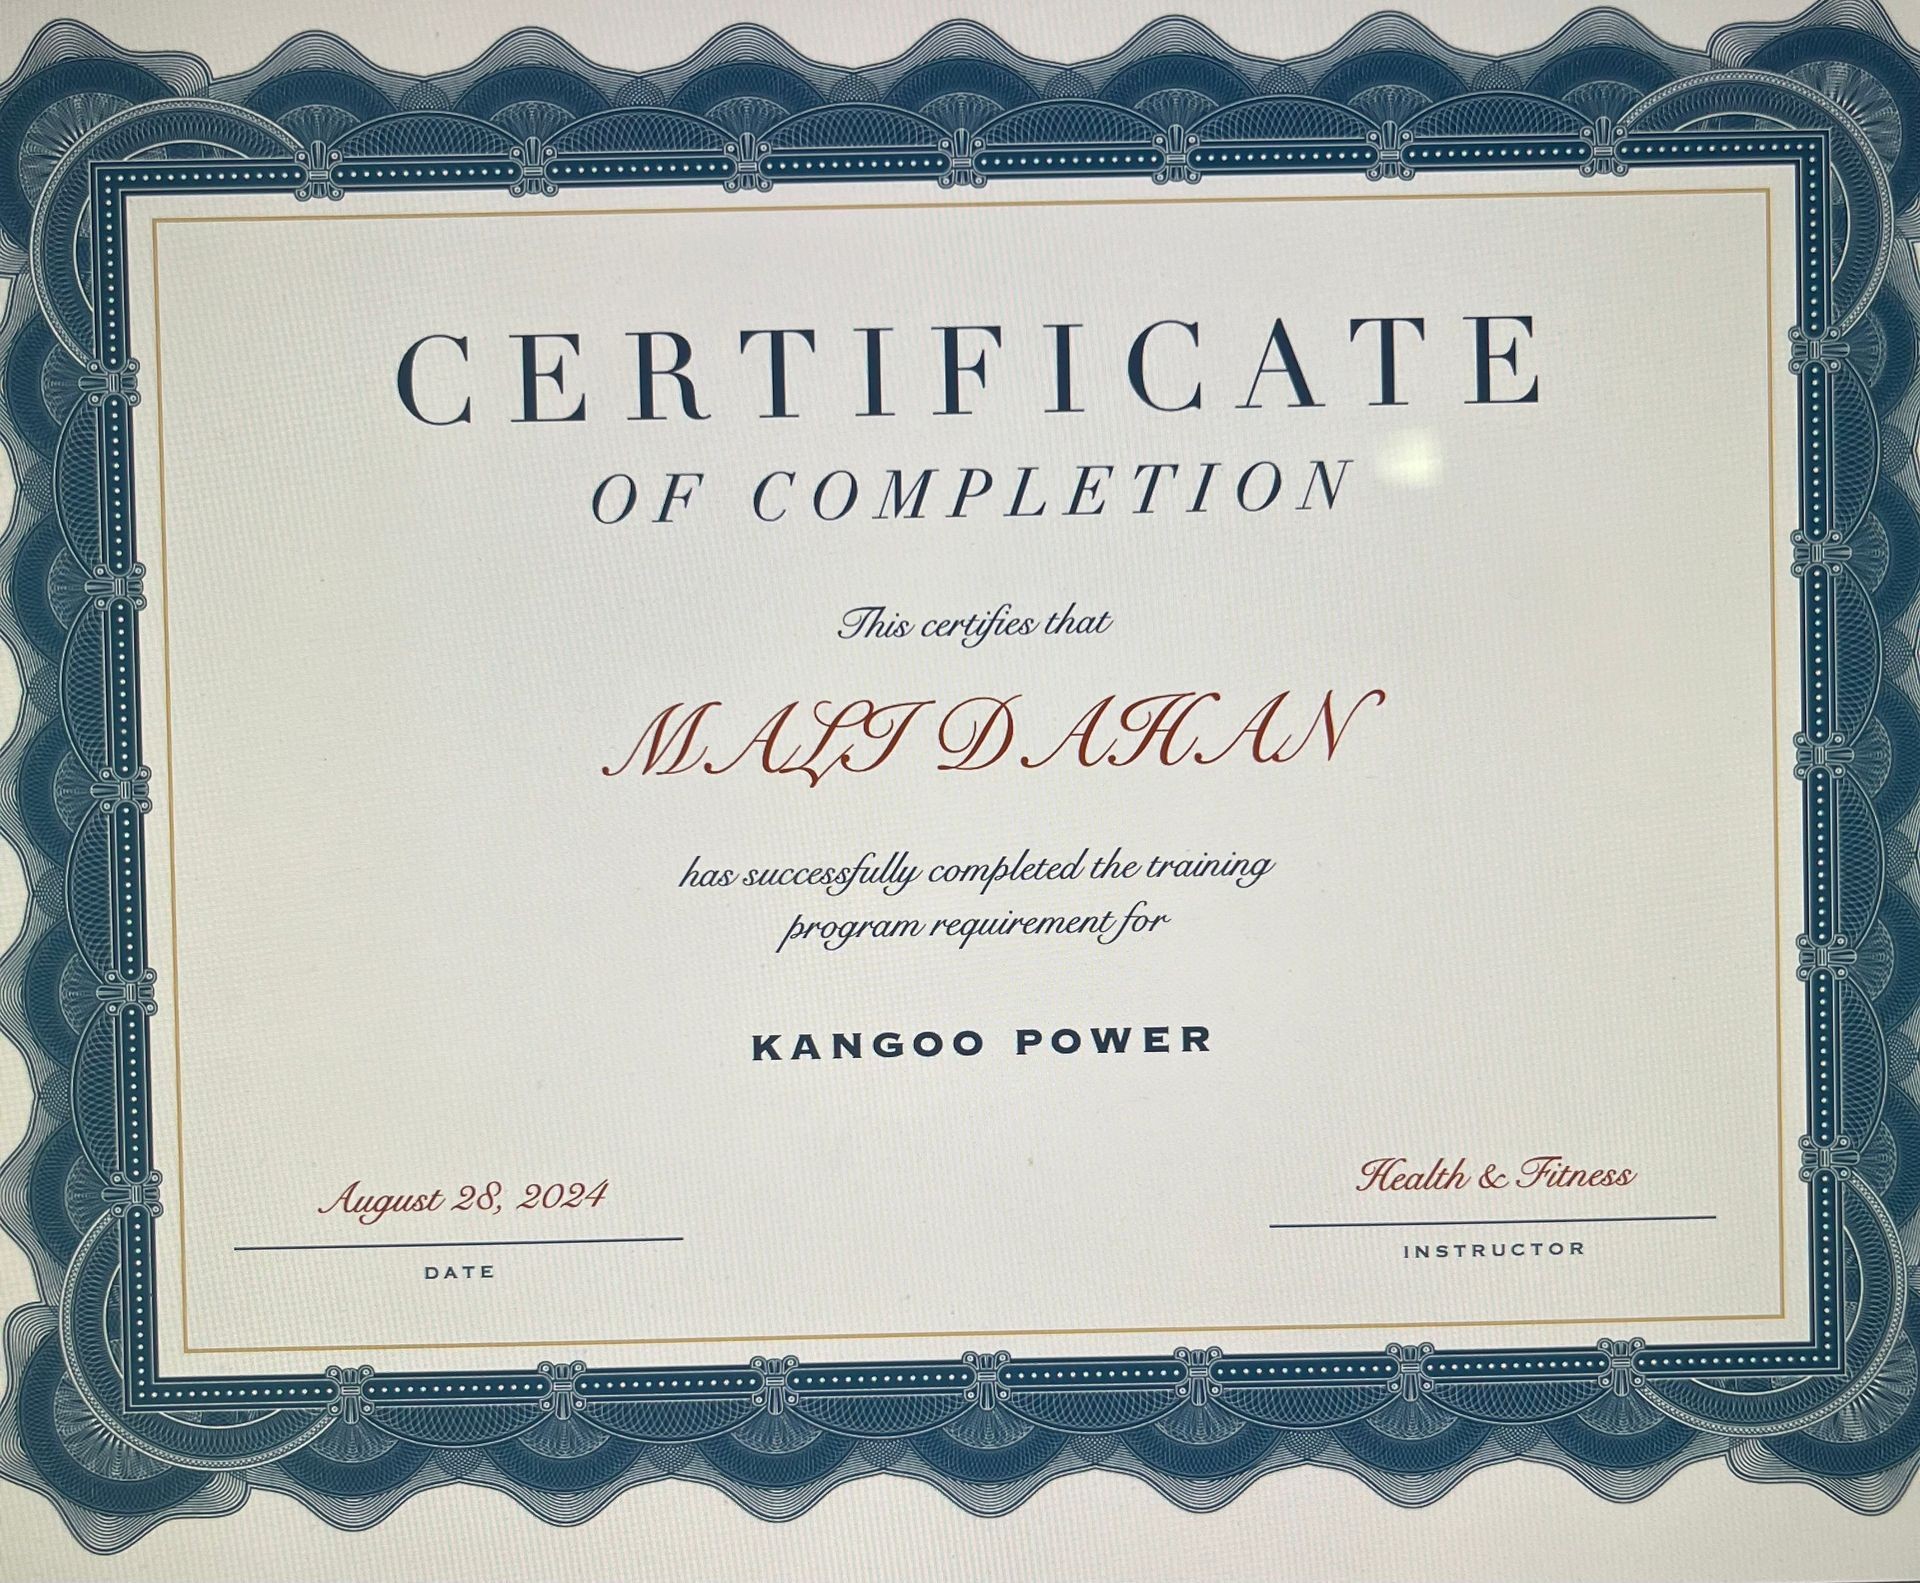 CERTIFICATE
OF COMPLETION
This certifies that
MALI DAHAN
has successfully completed the training
program requirement for
KANGOO POWER
August 28, 2024
DATE
Health & Fitness
INSTRUCTOR